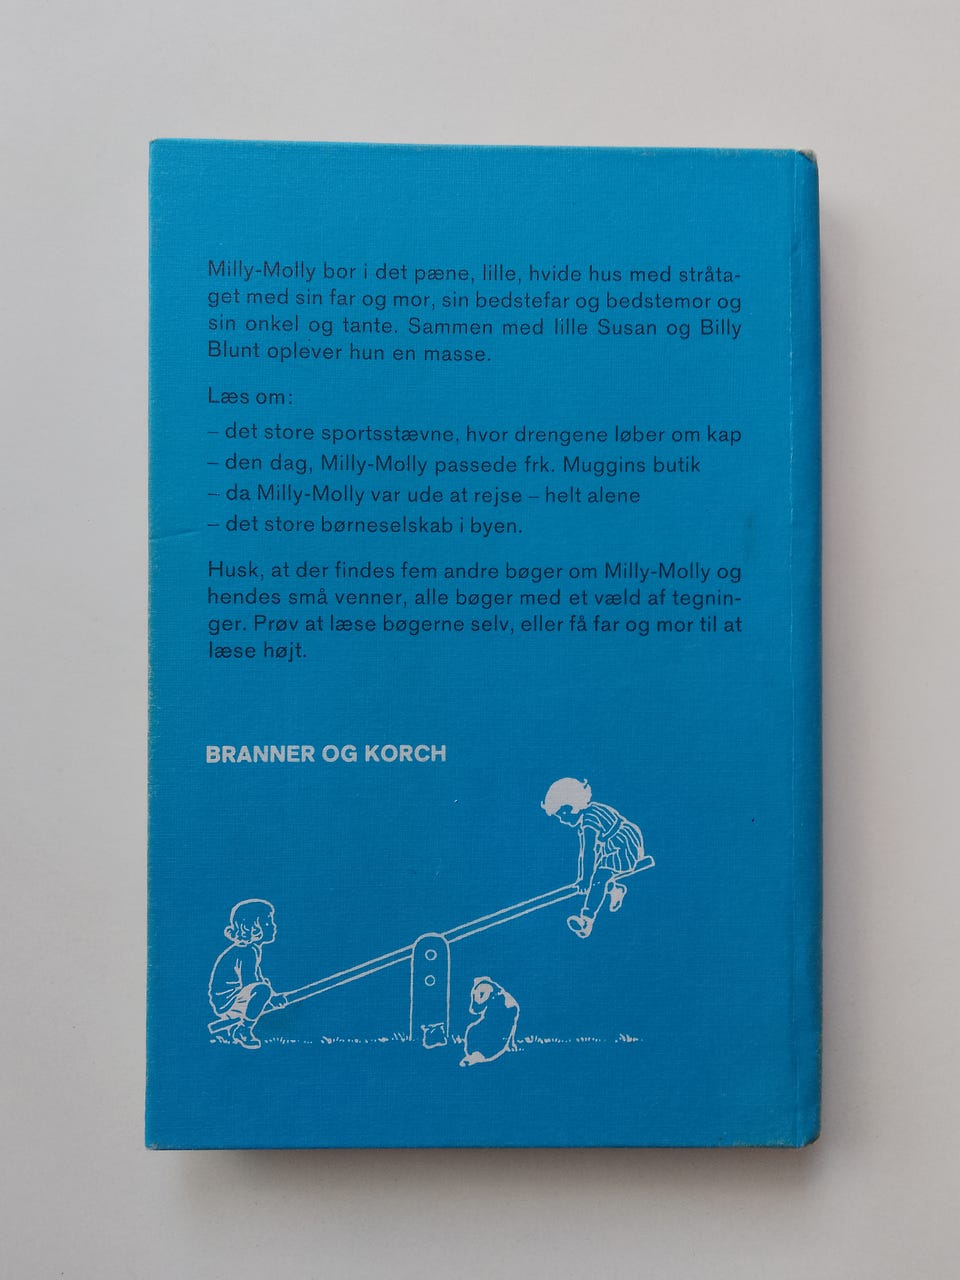 Milly-Molly bor i det pæne, lille, hvide hus med stråta-
get med sin far og mor, sin bedstefar og bedstemor og
sin onkel og tante. Sammen med lille Susan og Billy
Blunt oplever hun en masse.
Læs om:
– det store sportsstævne, hvor drengene løber om kap
– den dag, Milly-Molly passede frk. Muggins butik
– da Milly-Molly var ude at rejse – helt alene
– det store børneselskab i byen.
Husk, at der findes fem andre bøger om Milly-Molly og
hendes små venner, alle bøger med et væld af tegnin-
ger. Prøv at læse bøgerne selv, eller få far og mor til at
læse højt.
BRANNER OG KORCH